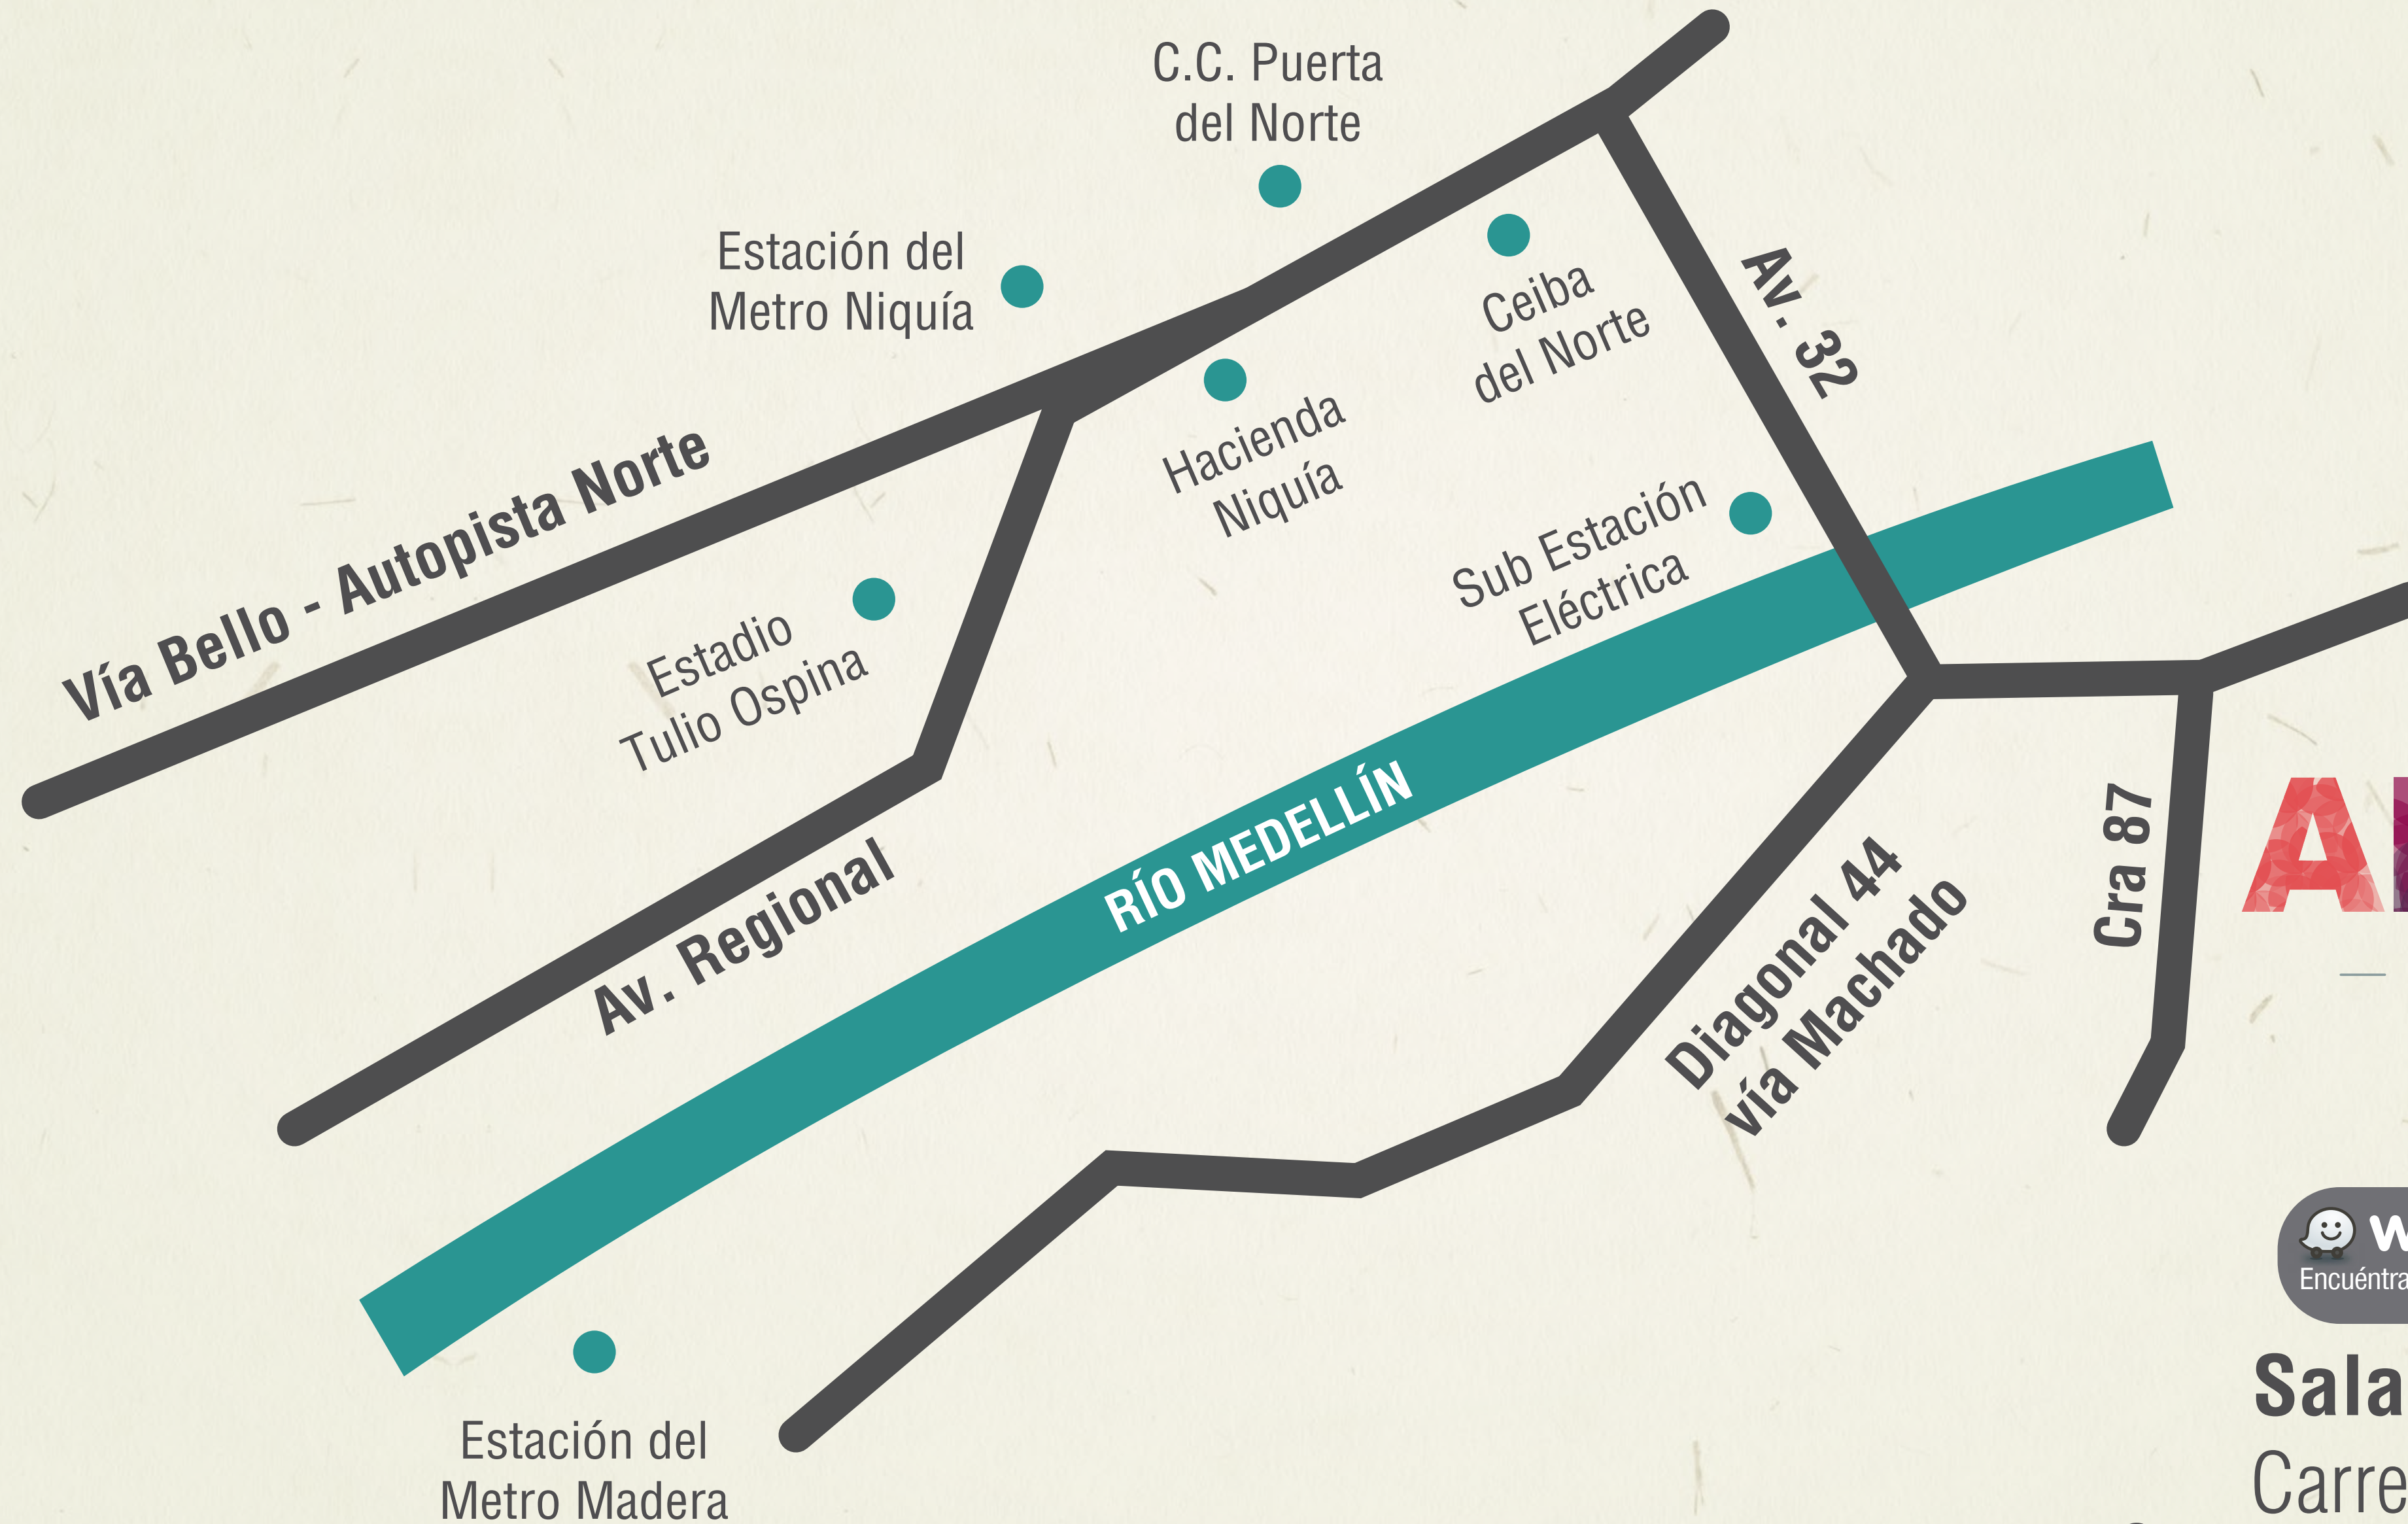 C.C. Puerta
del Norte
Estación del
Metro Niquía
Ceiba
del Norte
Av. 32
Hacienda
Niquía
Vía Bello - Autopista Norte
Sub Estación
Eléctrica
Estadio
Tulio Ospina
RÍO MEDELLÍN
Av. Regional
Cra 87
Diagonal 44
vía Machado
A
W
Encuéntra
Sala
Carre
Estación del
Metro Madera